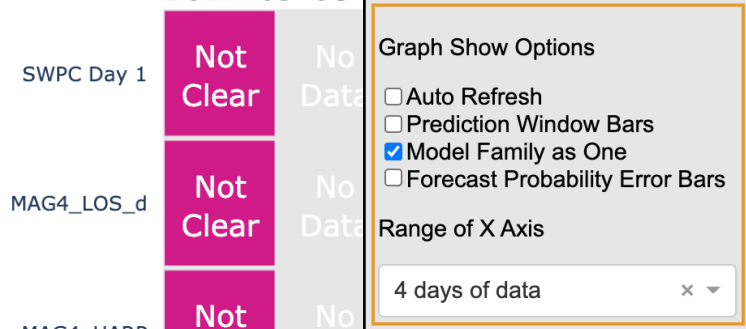 SWPC Day 1
Not
Clear
No
Data
MAG4_LOS_d
Not
Clear
No
Data
Not
No
Graph Show Options
Auto Refresh
Prediction Window Bars
Model Family as One
Forecast Probability Error Bars
Range of X Axis
4 days of data